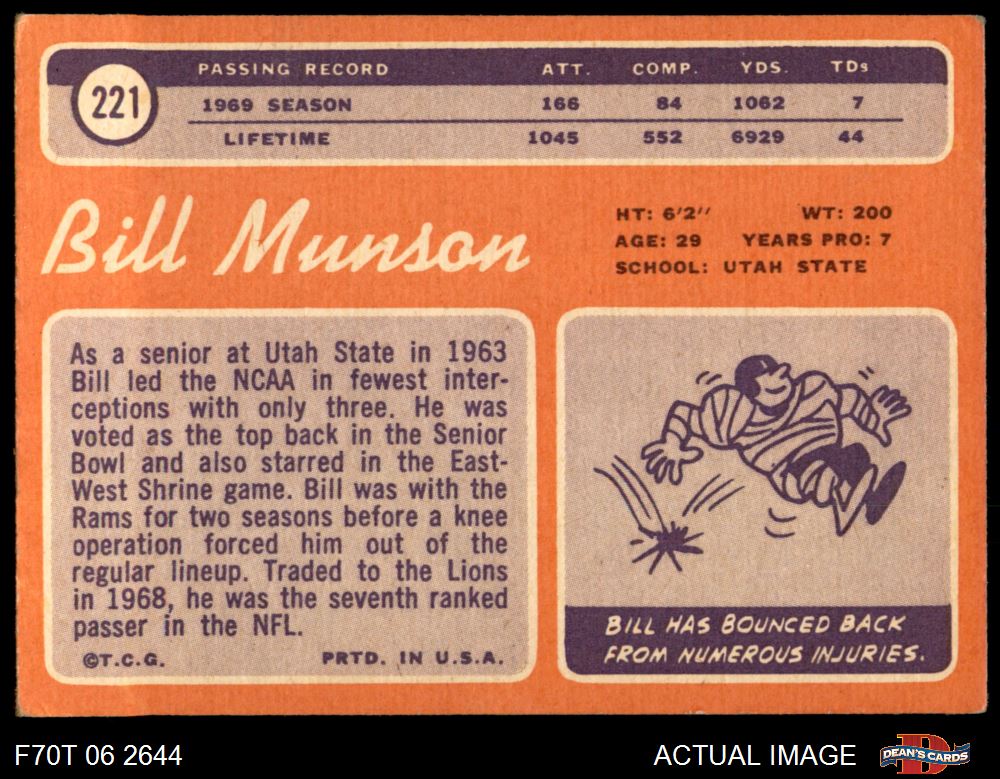 221
PASSING RECORD ATT. COMP. YDS. TDs
1969 SEASON 166 84 1062 7
LIFETIME 1045 552 6929 44
Bill Munson
HT: 6'2" WT: 200
AGE: 29 YEARS PRO: 7
SCHOOL: UTAH STATE
As a senior at Utah State in 1963
Bill led the NCAA in fewest inter-
ceptions with only three. He was
voted as the top back in the Senior
Bowl and also starred in the East-
West Shrine game. Bill was with the
Rams for two seasons before a knee
operation forced him out of the
regular lineup. Traded to the Lions
in 1968, he was the seventh ranked
passer in the NFL.
©T.C.G. PRTD. IN U.S.A.
BILL HAS BOUNCED BACK
FROM NUMEROUS INJURIES.
F70T 06 2644
ACTUAL IMAGE
D
DEAN'S CARDS